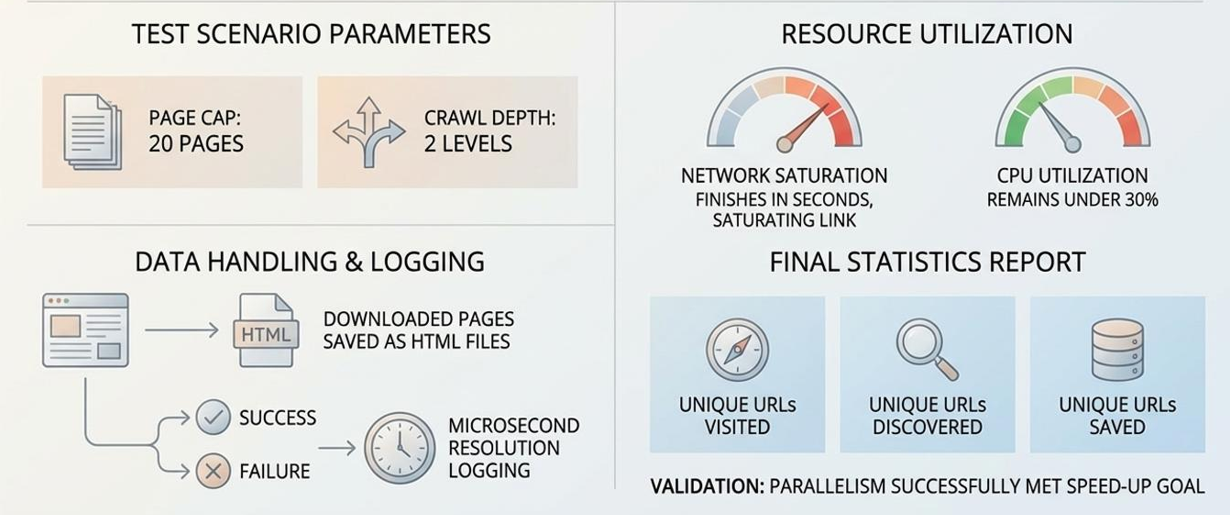 TEST SCENARIO PARAMETERS
PAGE CAP:
20 PAGES
CRAWL DEPTH:
2 LEVELS
DATA HANDLING & LOGGING
HTML
DOWNLOADED PAGES
SAVED AS HTML FILES
SUCCESS
FAILURE
MICROSECOND
RESOLUTION
LOGGING
RESOURCE UTILIZATION
NETWORK SATURATION
FINISHES IN SECONDS,
SATURATING LINK
CPU UTILIZATION
REMAINS UNDER 30%
FINAL STATISTICS REPORT
UNIQUE URLs
VISITED
UNIQUE URLs
DISCOVERED
UNIQUE URLs
SAVED
VALIDATION: PARALLELISM SUCCESSFULLY MET SPEED-UP GOAL